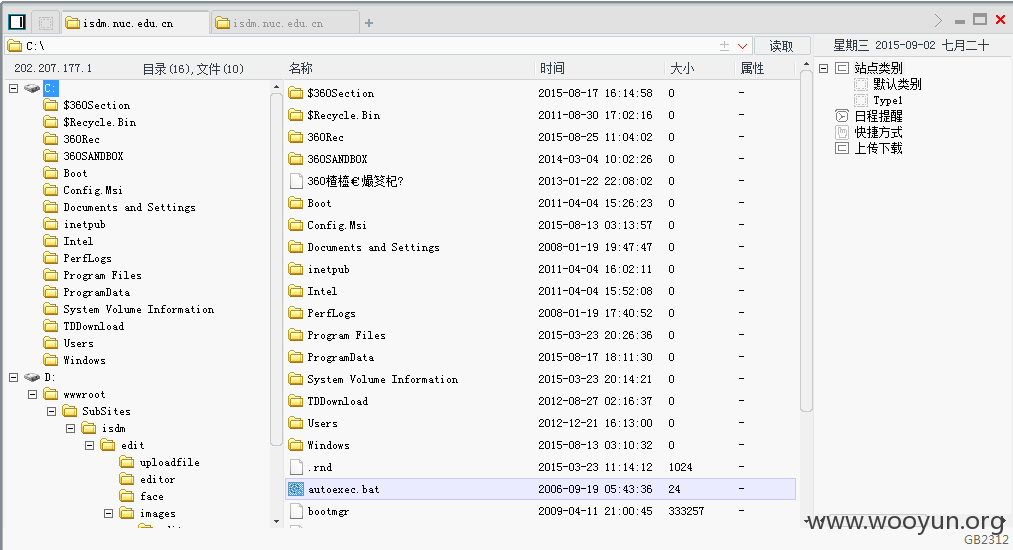 isdm.nuc.edu.cn isdm.nuc.edu.cn
C:\ 读取 星期三 2015-09-02 七月二十
202.207.177.1 目录(16),文件(10)
C:
$360Section
$Recycle.Bin
360Rec
360SANDBOX
Boot
Config.Msi
Documents and Settings
inetpub
Intel
PerfLogs
Program Files
ProgramData
System Volume Information
TDDownload
Users
Windows
D:
wwwroot
SubSites
isdm
edit
uploadfile
editor
face
images
名称 时间 大小 属性
$360Section 2015-08-17 16:14:58 0 -
$Recycle.Bin 2011-08-30 17:02:16 0 -
360Rec 2015-08-25 11:04:02 0 -
360SANDBOX 2014-03-04 10:02:26 0 -
360 2013-01-22 22:08:02 0 -
Boot 2011-04-04 15:26:23 0 -
Config.Msi 2015-08-13 03:13:57 0 -
Documents and Settings 2008-01-19 19:47:47 0 -
inetpub 2011-04-04 16:02:11 0 -
Intel 2011-04-04 15:52:08 0 -
PerfLogs 2008-01-19 17:40:52 0 -
Program Files 2015-03-23 20:26:36 0 -
ProgramData 2015-08-17 18:11:30 0 -
System Volume Information 2015-03-23 20:14:21 0 -
TDDownload 2012-08-27 02:16:37 0 -
Users 2012-12-21 16:13:00 0 -
Windows 2015-08-13 03:10:32 0 -
.rnd 2015-03-23 11:14:12 1024 -
autoexec.bat 2006-09-19 05:43:36 24 -
bootmgr 2009-04-11 21:00:45 333257 -
站点类别
默认类别
Type1
日程提醒
快捷方式
上传下载
www.wooyun.org
GB2312